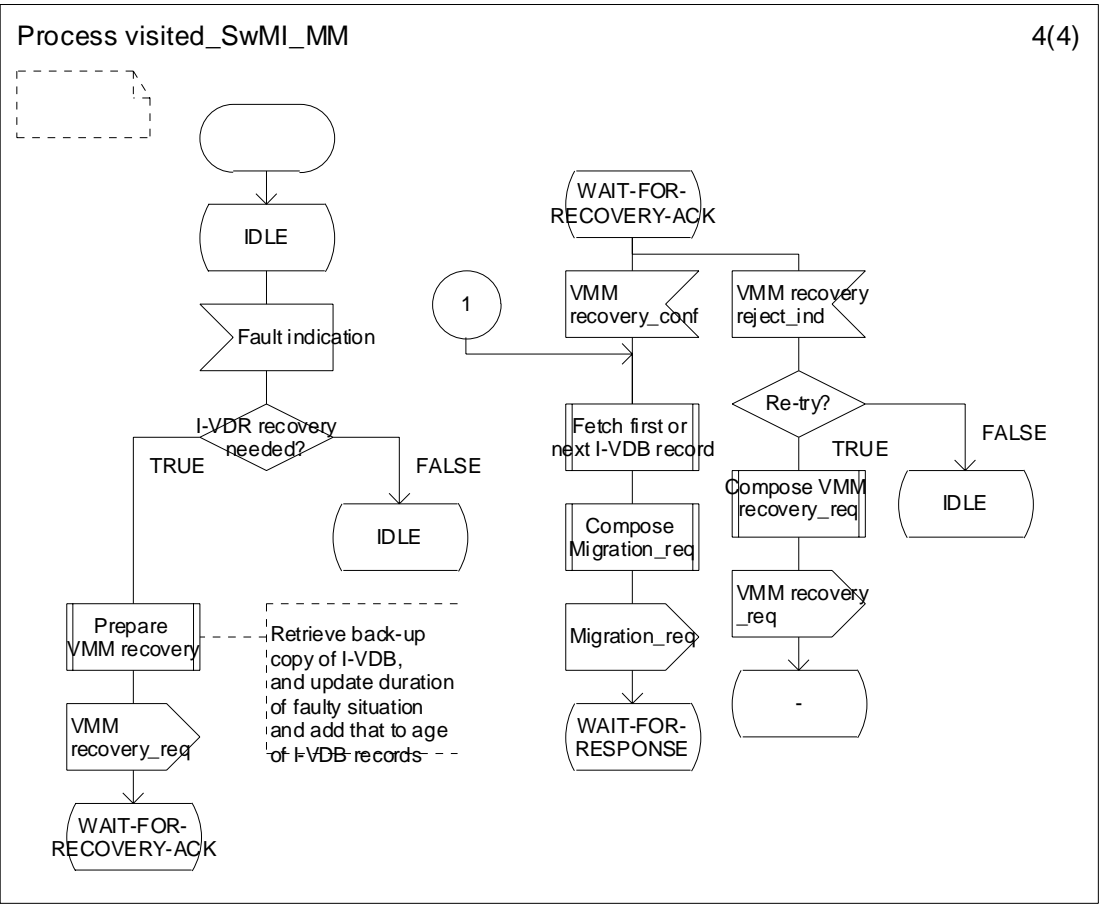 Process visited_SwMI_MM
4(4)
IDLE
Fault indication
I-VDR recovery
needed?
TRUE
FALSE
IDLE
Prepare
VMM recovery
Retrieve back-up
copy of I-VDB,
and update duration
of faulty situation
and add that to age
of I-VDB records
VMM
recovery_req
WAIT-FOR-
RECOVERY-ACK
WAIT-FOR-
RECOVERY-ACK
1
VMM
recovery_conf
VMM recovery
reject_ind
Fetch first or
next I-VDB record
Re-try?
TRUE
FALSE
Compose
Migration_req
Compose VMM
recovery_req
IDLE
Migration_req
VMM recovery
_req
WAIT-FOR-
RESPONSE
-